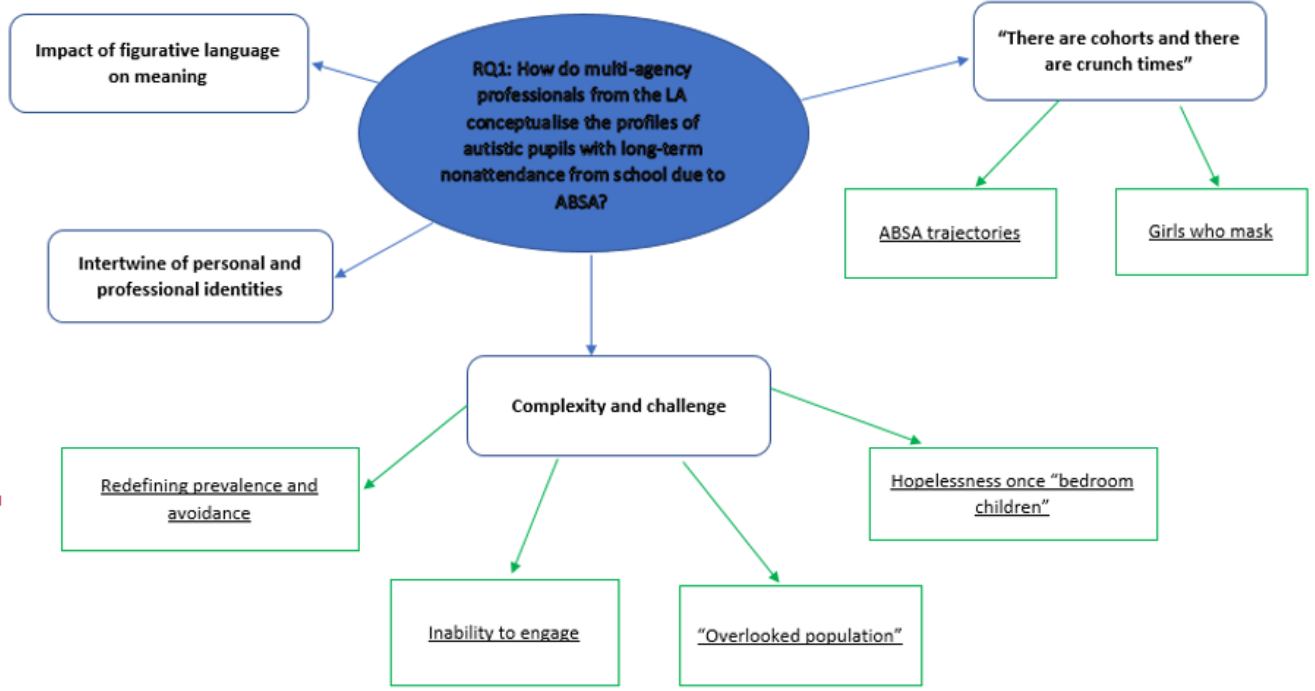 Impact of figurative language
on meaning
RQ1: How do multi-agency
professionals from the LA
conceptualise the profiles of
autistic pupils with long-term
nonattendance from school due to
ABSA?
“There are cohorts and there
are crunch times”
ABSA trajectories
Girls who mask
Intertwine of personal and
professional identities
Complexity and challenge
Redefining prevalence and
avoidance
Hopelessness once “bedroom
children”
Inability to engage
“Overlooked population”